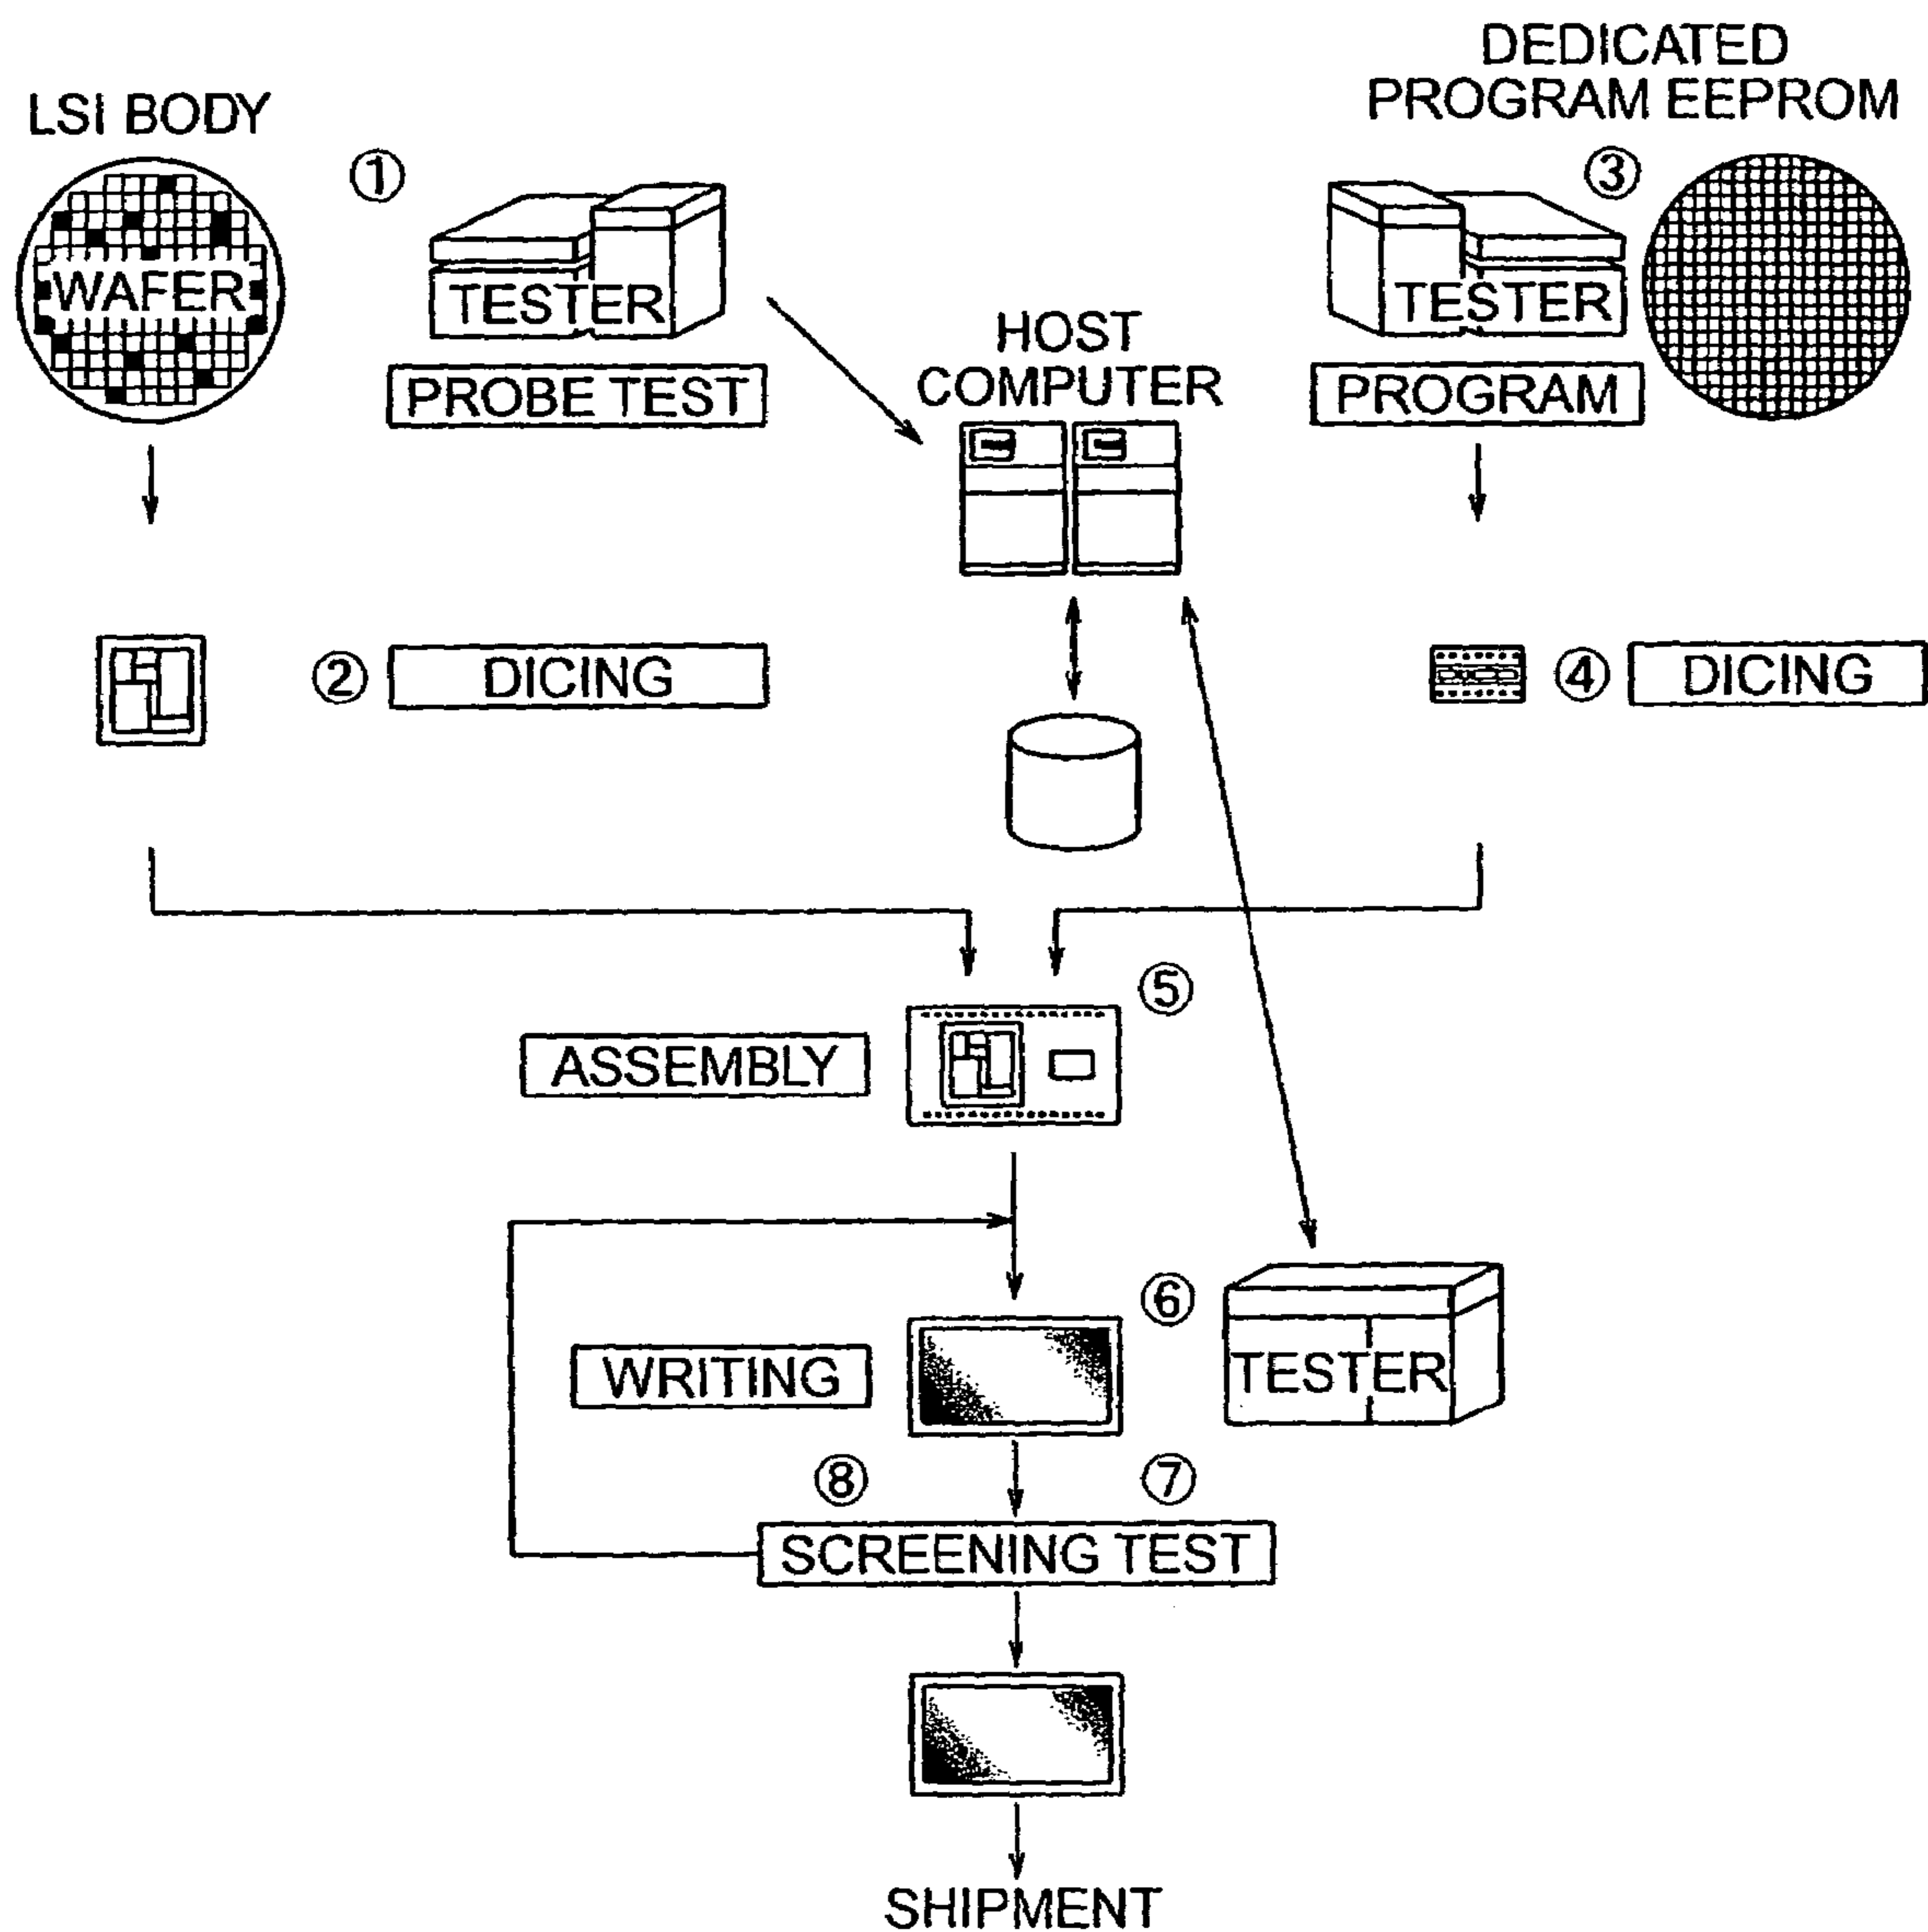 DEDICATED
PROGRAM EEPROM
LSI BODY
①
③
WAFER
TESTER
TESTER
HOST
COMPUTER
PROBE TEST
PROGRAM
②
DICING
④
DICING
⑤
ASSEMBLY
⑥
WRITING
TESTER
⑧
⑦
SCREENING TEST
SHIPMENT